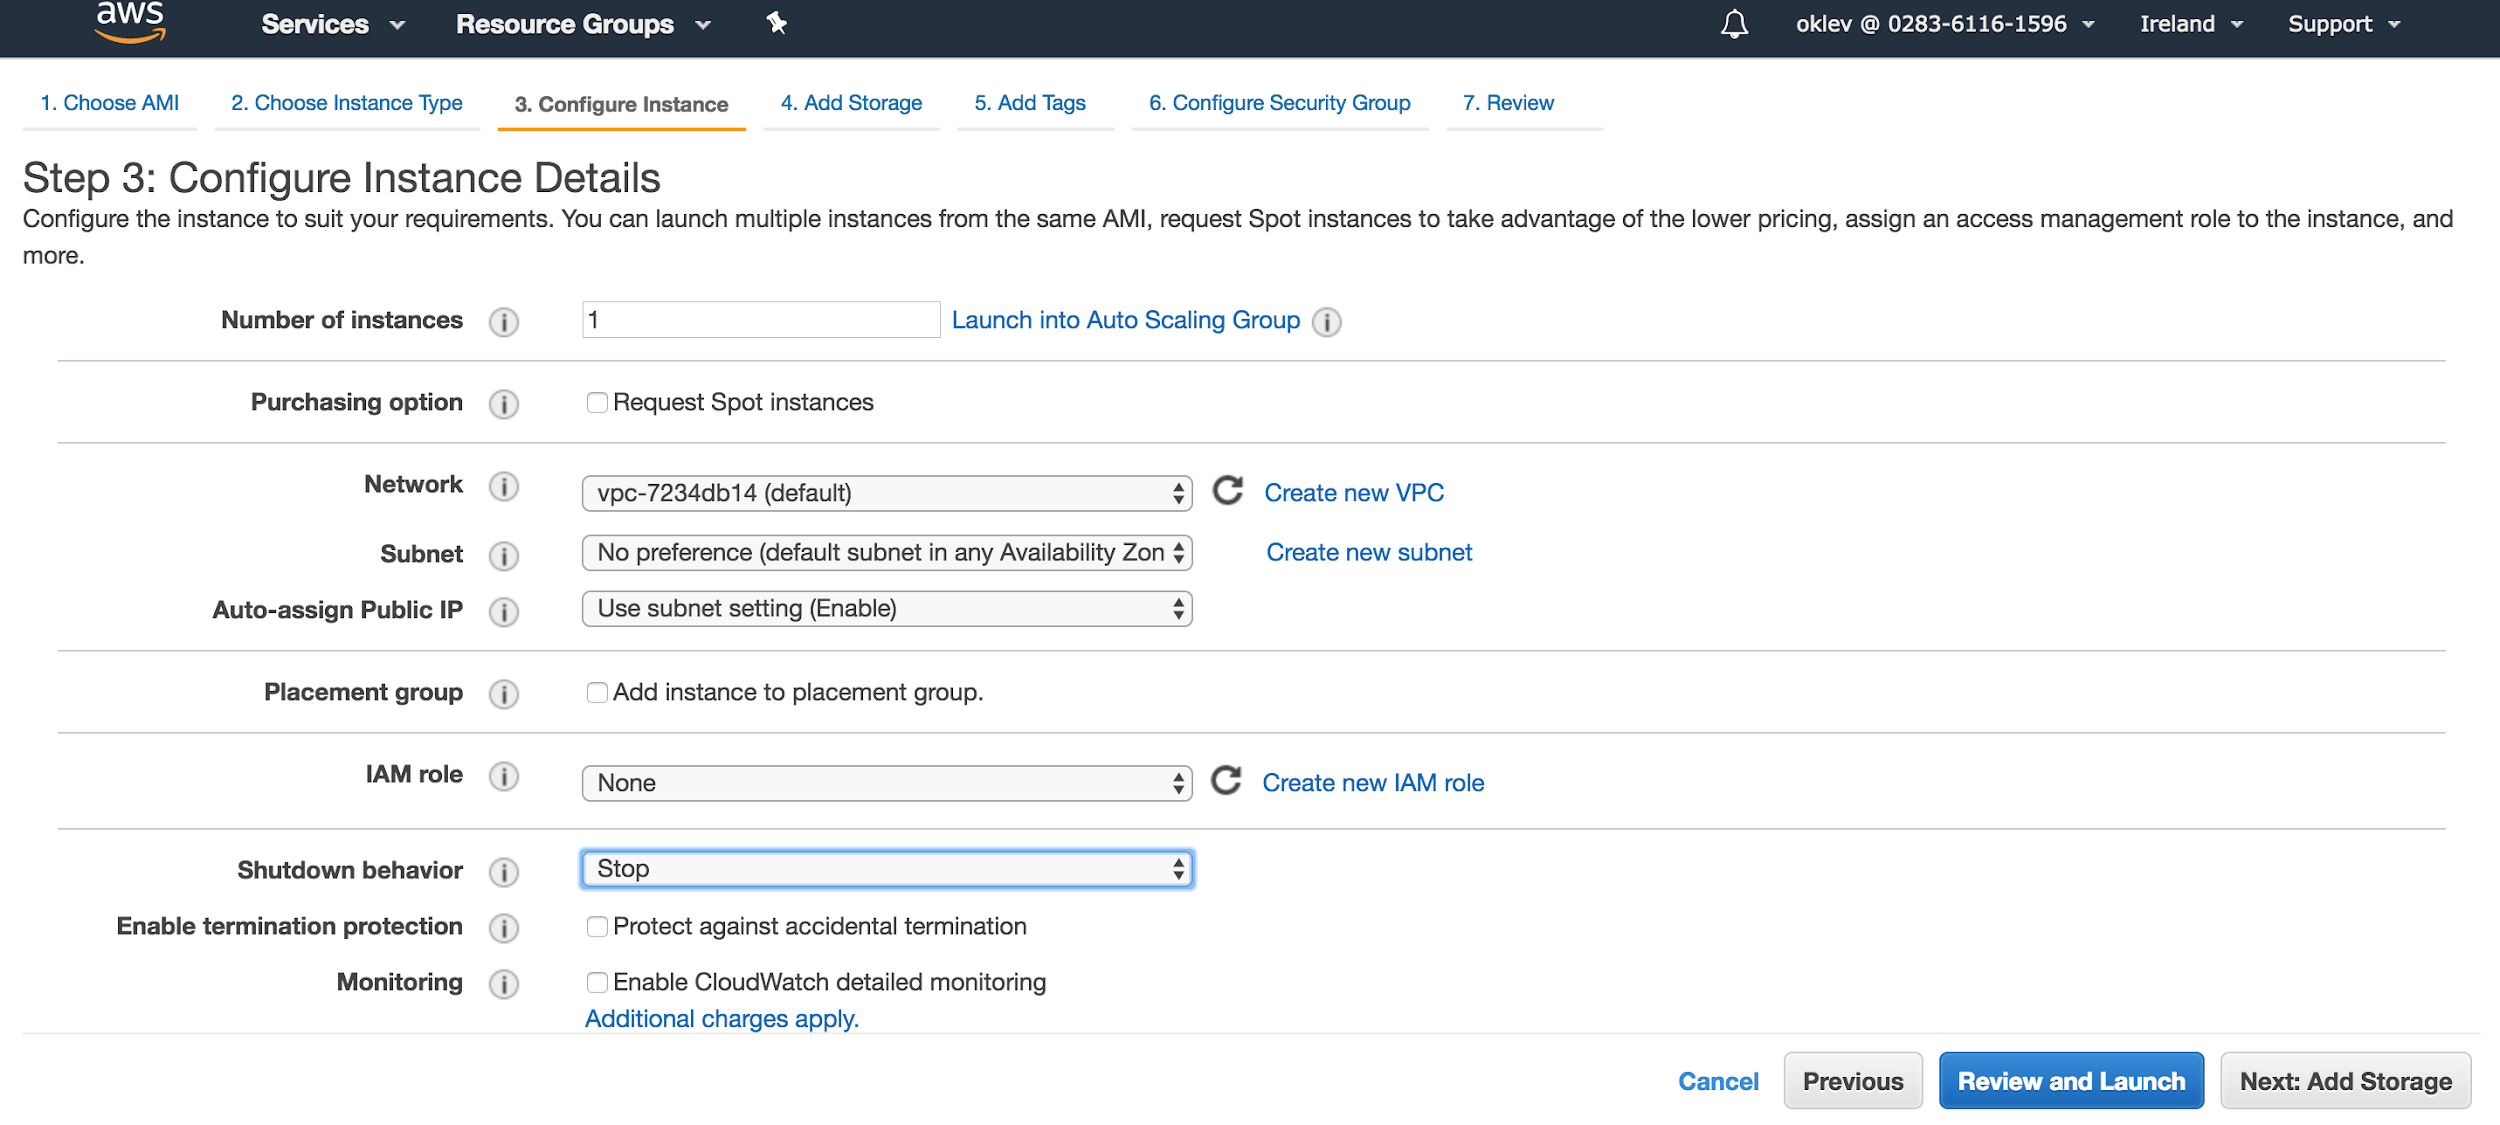 aws
Services
Resource Groups
oklev @ 0283-6116-1596
Ireland
Support
1. Choose AMI
2. Choose Instance Type
3. Configure Instance
4. Add Storage
5. Add Tags
6. Configure Security Group
7. Review
Step 3: Configure Instance Details
Configure the instance to suit your requirements. You can launch multiple instances from the same AMI, request Spot instances to take advantage of the lower pricing, assign an access management role to the instance, and
more.
Number of instances
1
Launch into Auto Scaling Group
Purchasing option
Request Spot instances
Network
vpc-7234db14 (default)
Create new VPC
Subnet
No preference (default subnet in any Availability Zon
Create new subnet
Auto-assign Public IP
Use subnet setting (Enable)
Placement group
Add instance to placement group.
IAM role
None
Create new IAM role
Shutdown behavior
Stop
Enable termination protection
Protect against accidental termination
Monitoring
Enable CloudWatch detailed monitoring
Additional charges apply.
Cancel
Previous
Review and Launch
Next: Add Storage